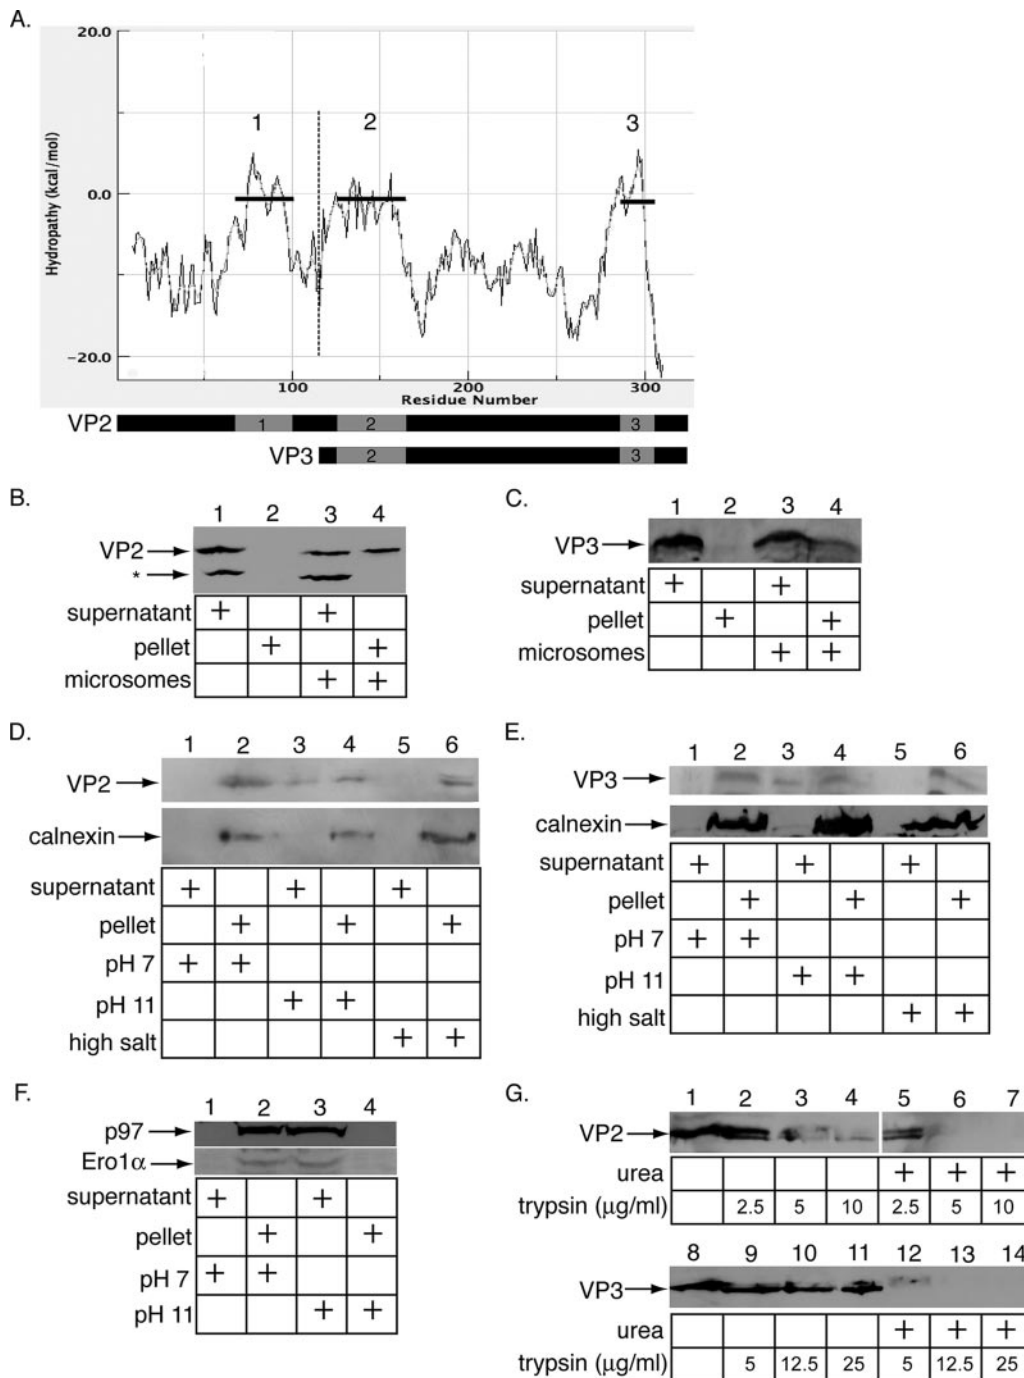 A.
20.0
0.0
−20.0
Hydropathy (kcal/mol)
1 2 3
100 200 300
Residue Number
VP2 1 2 3
VP3 2 3
B.
1 2 3 4
VP2
*
supernatant + +
pellet + +
microsomes + +
C.
1 2 3 4
VP3
supernatant + +
pellet + +
microsomes + +
D.
1 2 3 4 5 6
VP2
calnexin
supernatant + + +
pellet + + +
pH 7 + +
pH 11 + +
high salt + +
E.
1 2 3 4 5 6
VP3
calnexin
supernatant + + +
pellet + + +
pH 7 + +
pH 11 + +
high salt + +
F.
1 2 3 4
p97
Ero1α
supernatant + +
pellet + +
pH 7 + +
pH 11 + +
G.
1 2 3 4 5 6 7
VP2
urea + + +
trypsin (μg/ml) 2.5 5 10 2.5 5 10
8 9 10 11 12 13 14
VP3
urea + + +
trypsin (μg/ml) 5 12.5 25 5 12.5 25